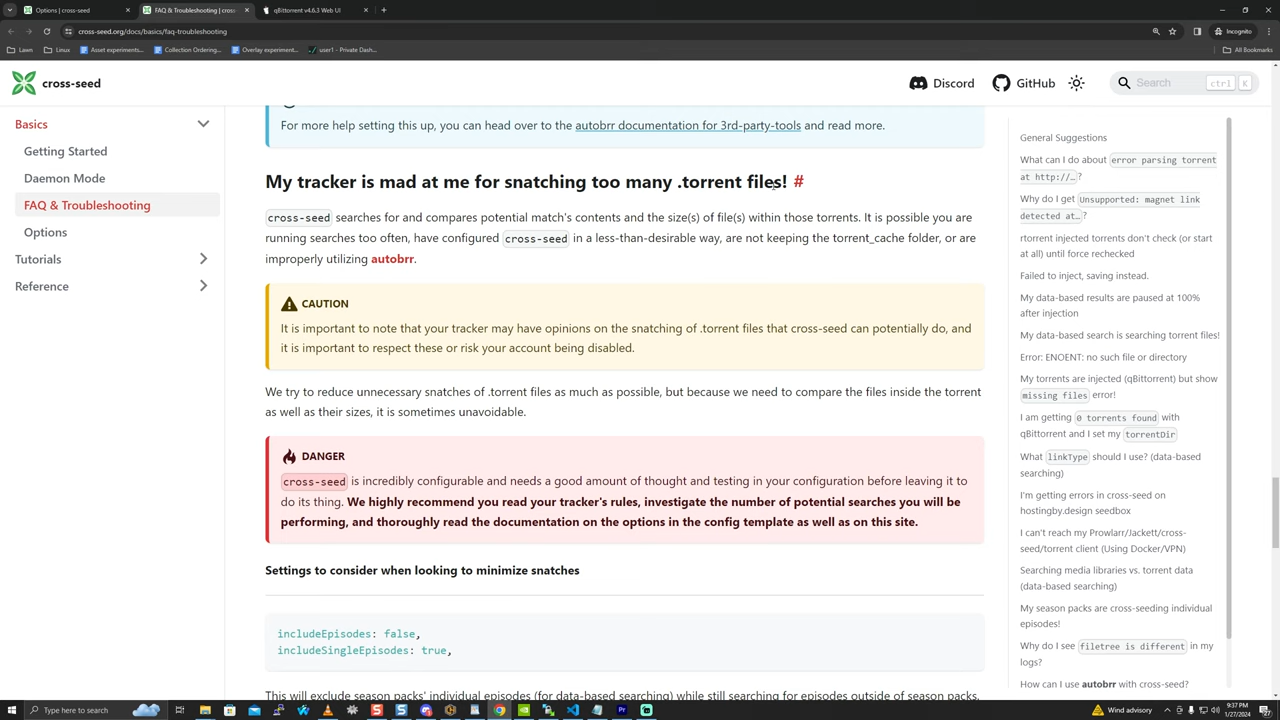 Options | cross-seed
FAQ & Troubleshooting | cros
qBittorrent v4.6.3 Web UI
cross-seed.org/docs/basics/faq-troubleshooting
Incognito
Lawn
Linux
Asset experiments...
Collection Ordering...
Overlay experiment...
user1 - Private Dash...
All Bookmarks
cross-seed
Discord
GitHub
Search
ctrl
K
Basics
Getting Started
Daemon Mode
FAQ & Troubleshooting
Options
Tutorials
Reference
For more help setting this up, you can head over to the autobrr documentation for 3rd-party-tools and read more.
My tracker is mad at me for snatching too many .torrent files! #
cross-seed searches for and compares potential match's contents and the size(s) of file(s) within those torrents. It is possible you are
running searches too often, have configured cross-seed in a less-than-desirable way, are not keeping the torrent_cache folder, or are
improperly utilizing autobrr.
CAUTION
It is important to note that your tracker may have opinions on the snatching of .torrent files that cross-seed can potentially do, and
it is important to respect these or risk your account being disabled.
We try to reduce unnecessary snatches of .torrent files as much as possible, but because we need to compare the files inside the torrent
as well as their sizes, it is sometimes unavoidable.
DANGER
cross-seed is incredibly configurable and needs a good amount of thought and testing in your configuration before leaving it to
do its thing. We highly recommend you read your tracker's rules, investigate the number of potential searches you will be
performing, and thoroughly read the documentation on the options in the config template as well as on this site.
Settings to consider when looking to minimize snatches
includeEpisodes: false,
includeSingleEpisodes: true,
This will exclude season packs' individual episodes (for data-based searching) while still searching for episodes outside of season packs.
General Suggestions
What can I do about error parsing torrent
at http://… ?
Why do I get Unsupported: magnet link
detected at… ?
rtorrent injected torrents don't check (or start
at all) until force rechecked
Failed to inject, saving instead.
My data-based results are paused at 100%
after injection
My data-based search is searching torrent files!
Error: ENOENT: no such file or directory
My torrents are injected (qBittorrent) but show
missing files error!
I am getting 0 torrents found with
qBittorrent and I set my torrentDir
What linkType should I use? (data-based
searching)
I'm getting errors in cross-seed on
hostingby.design seedbox
I can't reach my Prowlarr/Jackett/cross-
seed/torrent client (Using Docker/VPN)
Searching media libraries vs. torrent data
(data-based searching)
My season packs are cross-seeding individual
episodes!
Why do I see filetree is different in my
logs?
How can I use autobrr with cross-seed?
Type here to search
Wind advisory
9:37 PM
1/27/2024
27